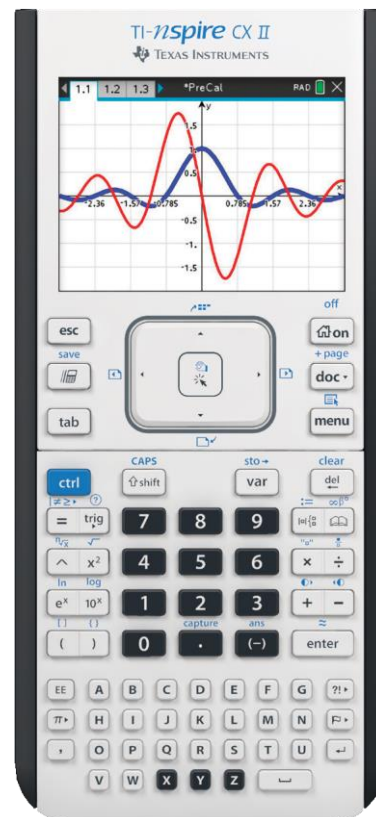 TI-nspire CX II
TEXAS INSTRUMENTS
1.1 1.2 1.3 *PreCal RAD
y
1.5
1.
0.5
x
-2.36 -1.57 -0.785 0.785 1.57 2.36
-0.5
-1.
-1.5
off
esc on
save + page
doc
tab menu
CAPS sto→ clear
ctrl shift var del
≠≥▸ ? := ∞β°
= trig 7 8 9
ⁿ√x √ "∘"
^ x² 4 5 6 × ÷
ln log
eˣ 10ˣ 1 2 3 + −
[ ] { } capture ans ≈
( ) 0 . (−) enter
EE A B C D E F G ?!▸
π▸ H I J K L M N
, O P Q R S T U ↵
V W X Y Z